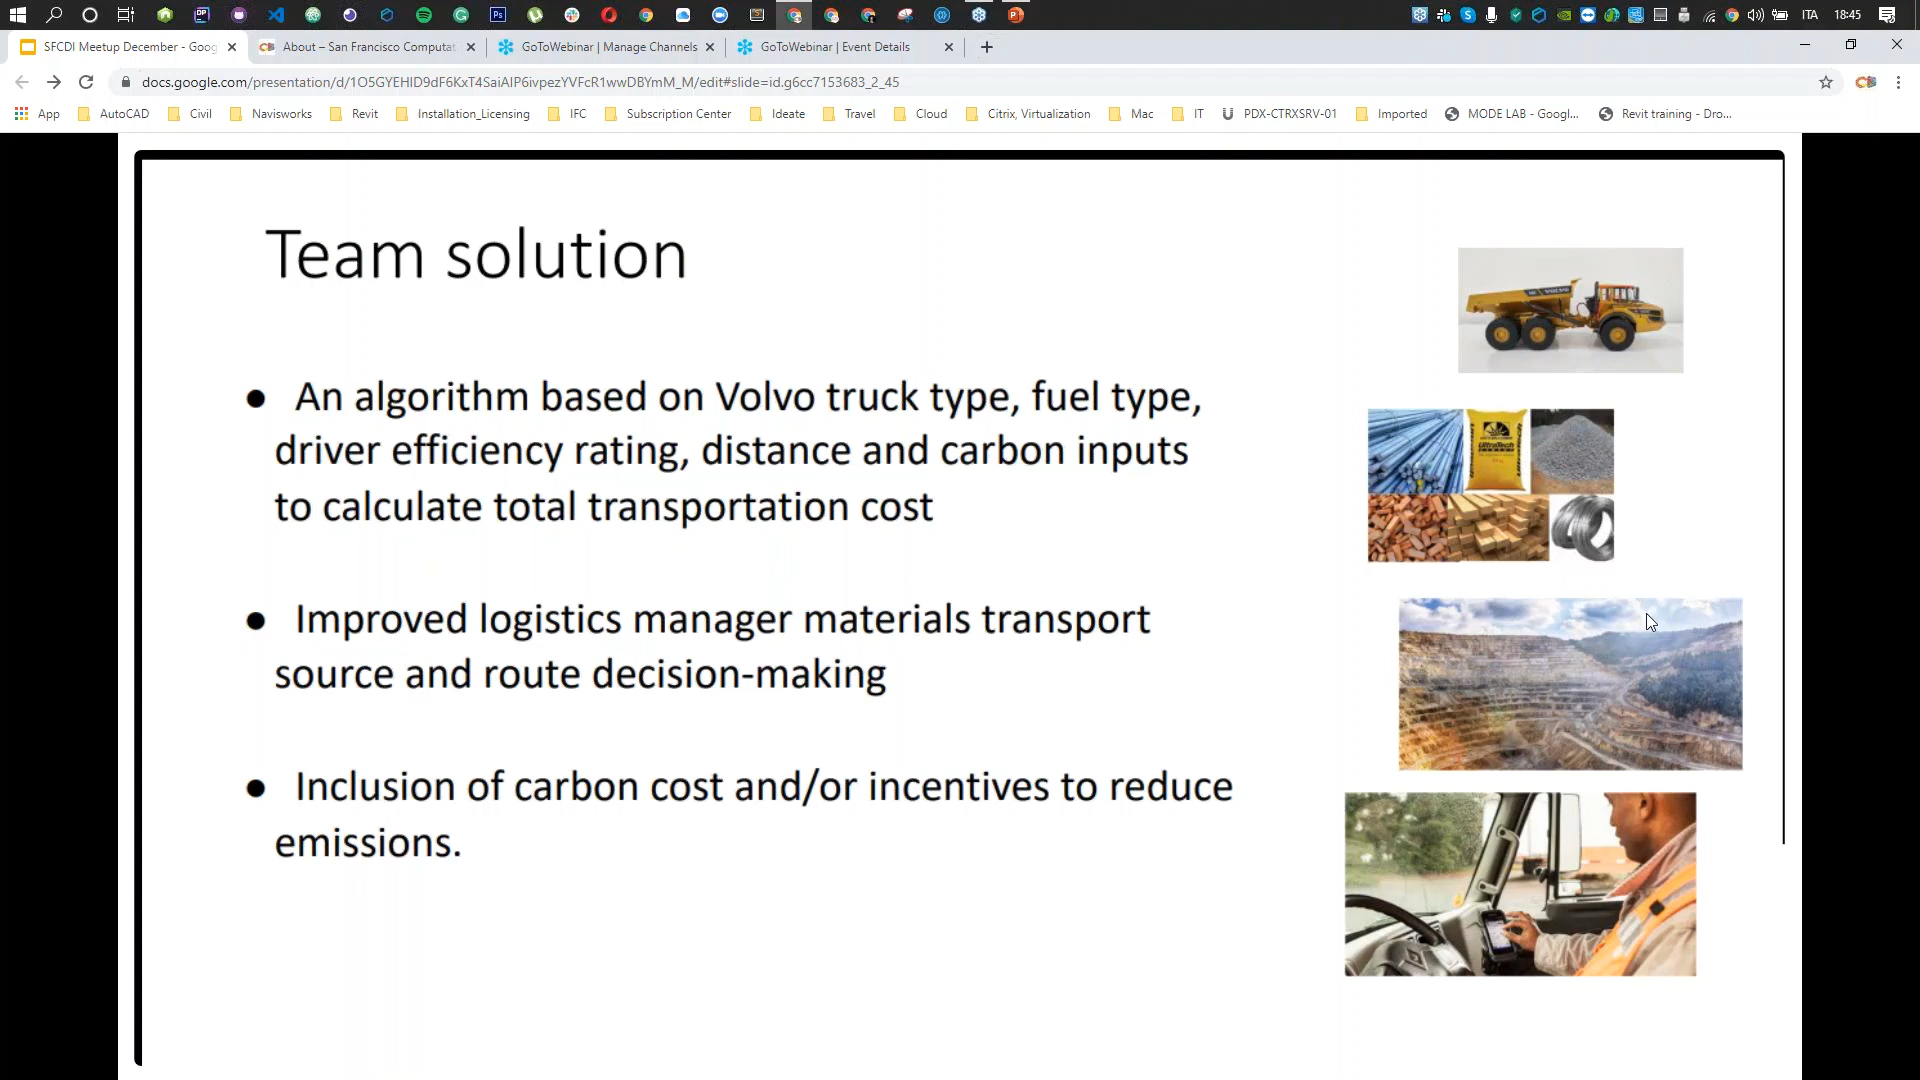 ITA 18:45
SFCDI Meetup December - Goog
About – San Francisco Computat
GoToWebinar | Manage Channels
GoToWebinar | Event Details
docs.google.com/presentation/d/1O5GYEHlD9dF6KxT4SaiAIP6ivpezYVFcR1wwDBYmM_M/edit#slide=id.g6cc7153683_2_45
App AutoCAD Civil Navisworks Revit Installation_Licensing IFC Subscription Center Ideate Travel Cloud Citrix, Virtualization Mac IT PDX-CTRXSRV-01 Imported MODE LAB - Googl... Revit training - Dro...
Team solution
● An algorithm based on Volvo truck type, fuel type,
driver efficiency rating, distance and carbon inputs
to calculate total transportation cost
● Improved logistics manager materials transport
source and route decision-making
● Inclusion of carbon cost and/or incentives to reduce
emissions.
VOLVO
UltraTech